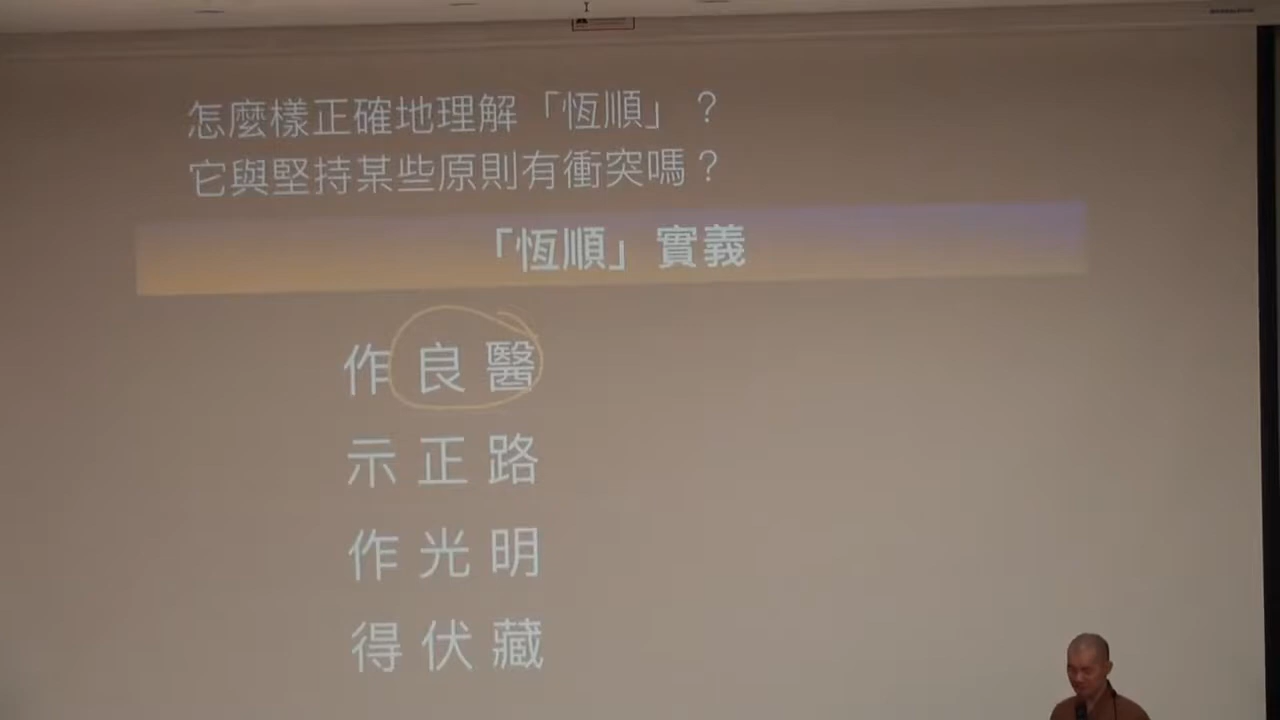 怎麼樣正確地理解「恆順」？
它與堅持某些原則有衝突嗎？
「恆順」實義
作良醫
示正路
作光明
得伏藏